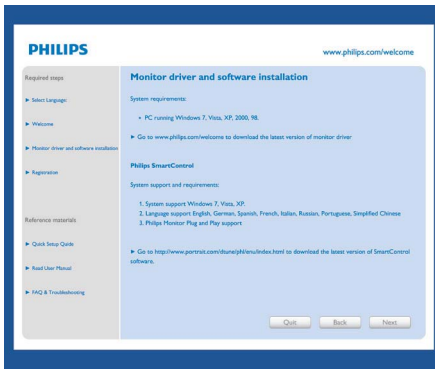 PHILIPS
www.philips.com/welcome
Required steps
Select Language:
Welcome
Monitor driver and software installation
Registration
Reference materials
Quick Setup Guide
Read User Manual
FAQ & Troubleshooting
Monitor driver and software installation
System requirements:
• PC running Windows 7, Vista, XP, 2000, 98.
Go to www.philips.com/welcome to download the latest version of monitor driver
Philips SmartControl
System support and requirements:
1. System support Windows 7, Vista, XP.
2. Language support English, German, Spanish, French, Italian, Russian, Portuguese, Simplified Chinese
3. Philips Monitor Plug and Play support
Go to http://www.portrait.com/dtune/phl/enu/index.html to download the latest version of SmartControl
software.
Quit
Back
Next